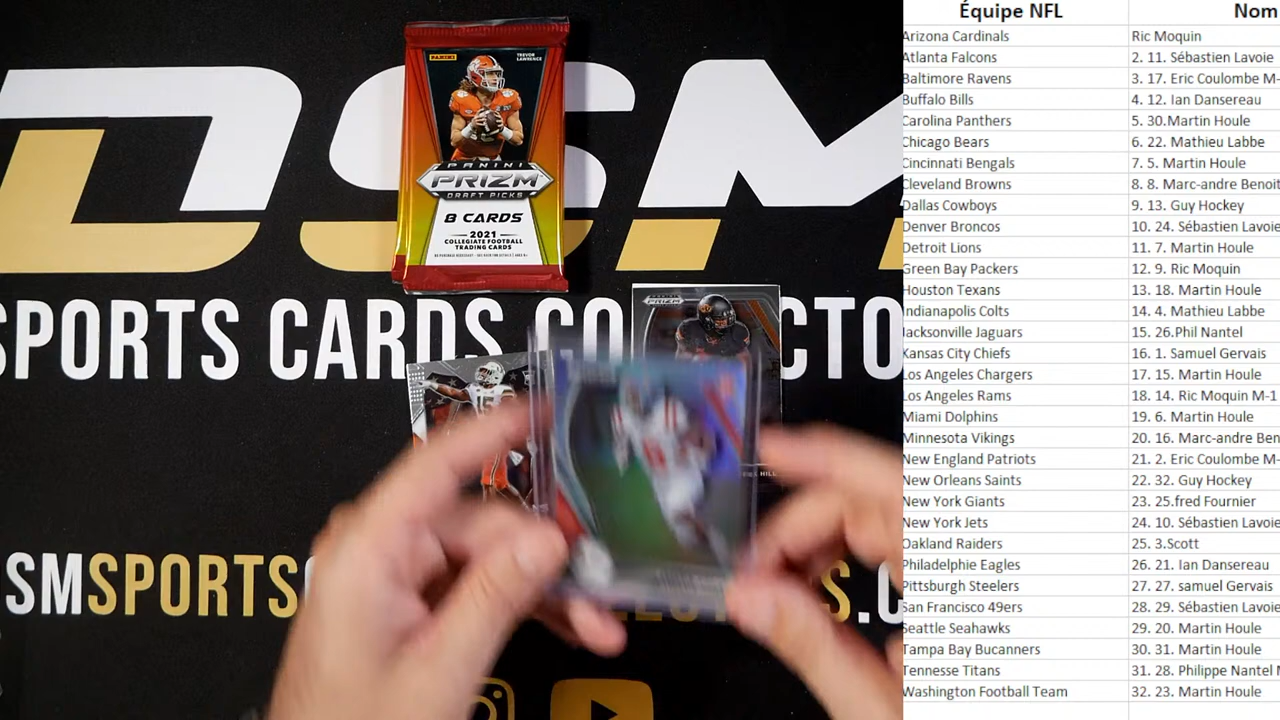 Équipe NFL Nom
Arizona Cardinals Ric Moquin
Atlanta Falcons 2. 11. Sébastien Lavoie
Baltimore Ravens 3. 17. Eric Coulombe M-
Buffalo Bills 4. 12. Ian Dansereau
Carolina Panthers 5. 30.Martin Houle
Chicago Bears 6. 22. Mathieu Labbe
Cincinnati Bengals 7. 5. Martin Houle
Cleveland Browns 8. 8. Marc-andre Benoit
Dallas Cowboys 9. 13. Guy Hockey
Denver Broncos 10. 24. Sébastien Lavoie
Detroit Lions 11. 7. Martin Houle
Green Bay Packers 12. 9. Ric Moquin
Houston Texans 13. 18. Martin Houle
Indianapolis Colts 14. 4. Mathieu Labbe
Jacksonville Jaguars 15. 26.Phil Nantel
Kansas City Chiefs 16. 1. Samuel Gervais
Los Angeles Chargers 17. 15. Martin Houle
Los Angeles Rams 18. 14. Ric Moquin M-1
Miami Dolphins 19. 6. Martin Houle
Minnesota Vikings 20. 16. Marc-andre Ben
New England Patriots 21. 2. Eric Coulombe M-
New Orleans Saints 22. 32. Guy Hockey
New York Giants 23. 25.fred Fournier
New York Jets 24. 10. Sébastien Lavoie
Oakland Raiders 25. 3.Scott
Philadelphie Eagles 26. 21. Ian Dansereau
Pittsburgh Steelers 27. 27. samuel Gervais
San Francisco 49ers 28. 29. Sébastien Lavoie
Seattle Seahawks 29. 20. Martin Houle
Tampa Bay Bucanners 30. 31. Martin Houle
Tennesse Titans 31. 28. Philippe Nantel M
Washington Football Team 32. 23. Martin Houle
DSM
SPORTS CARDS CO CTO
SMSPORTS
PANINI
TREVOR
LAWRENCE
PANINI
PRIZM
DRAFT PICKS
8 CARDS
2021
COLLEGIATE FOOTBALL
TRADING CARDS
PRIZM
HILL
15